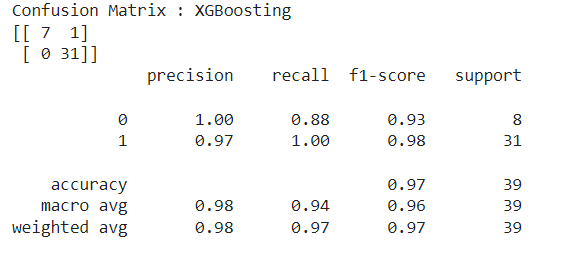 Confusion Matrix : XGBoosting
[[ 7  1]
 [ 0 31]]
              precision    recall  f1-score   support

           0       1.00      0.88      0.93         8
           1       0.97      1.00      0.98        31

    accuracy                           0.97        39
   macro avg       0.98      0.94      0.96        39
weighted avg       0.98      0.97      0.97        39